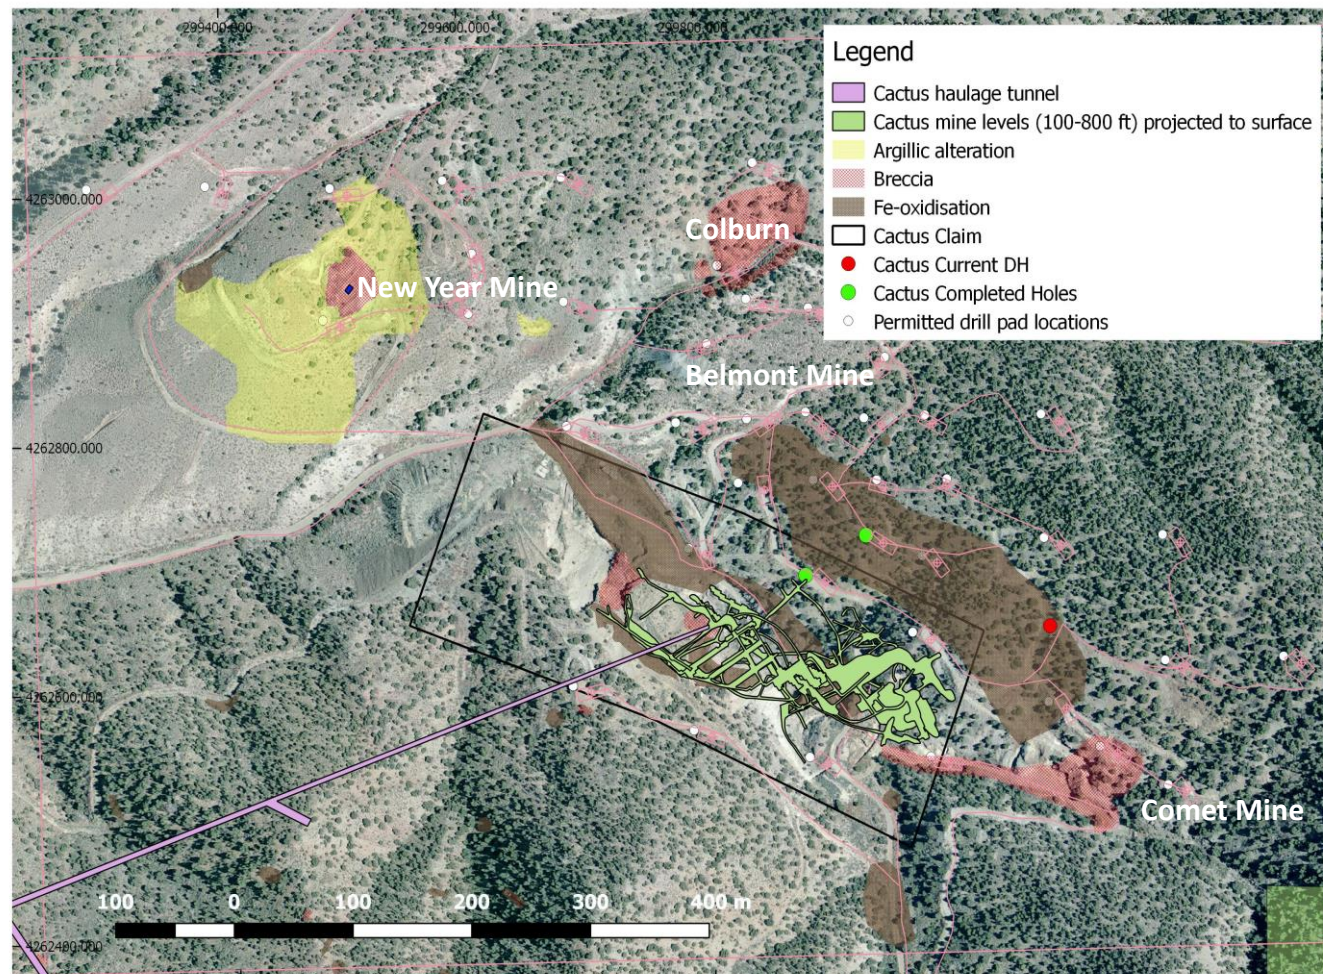 299400.000
299600.000
299800.000
Legend
Cactus haulage tunnel
Cactus mine levels (100-800 ft) projected to surface
Argillic alteration
Breccia
Fe-oxidisation
Cactus Claim
Cactus Current DH
Cactus Completed Holes
Permitted drill pad locations
4263000.000
Colburn
New Year Mine
Belmont Mine
4262800.000
4262600.000
Comet Mine
100 0 100 200 300 400 m
4262400.000